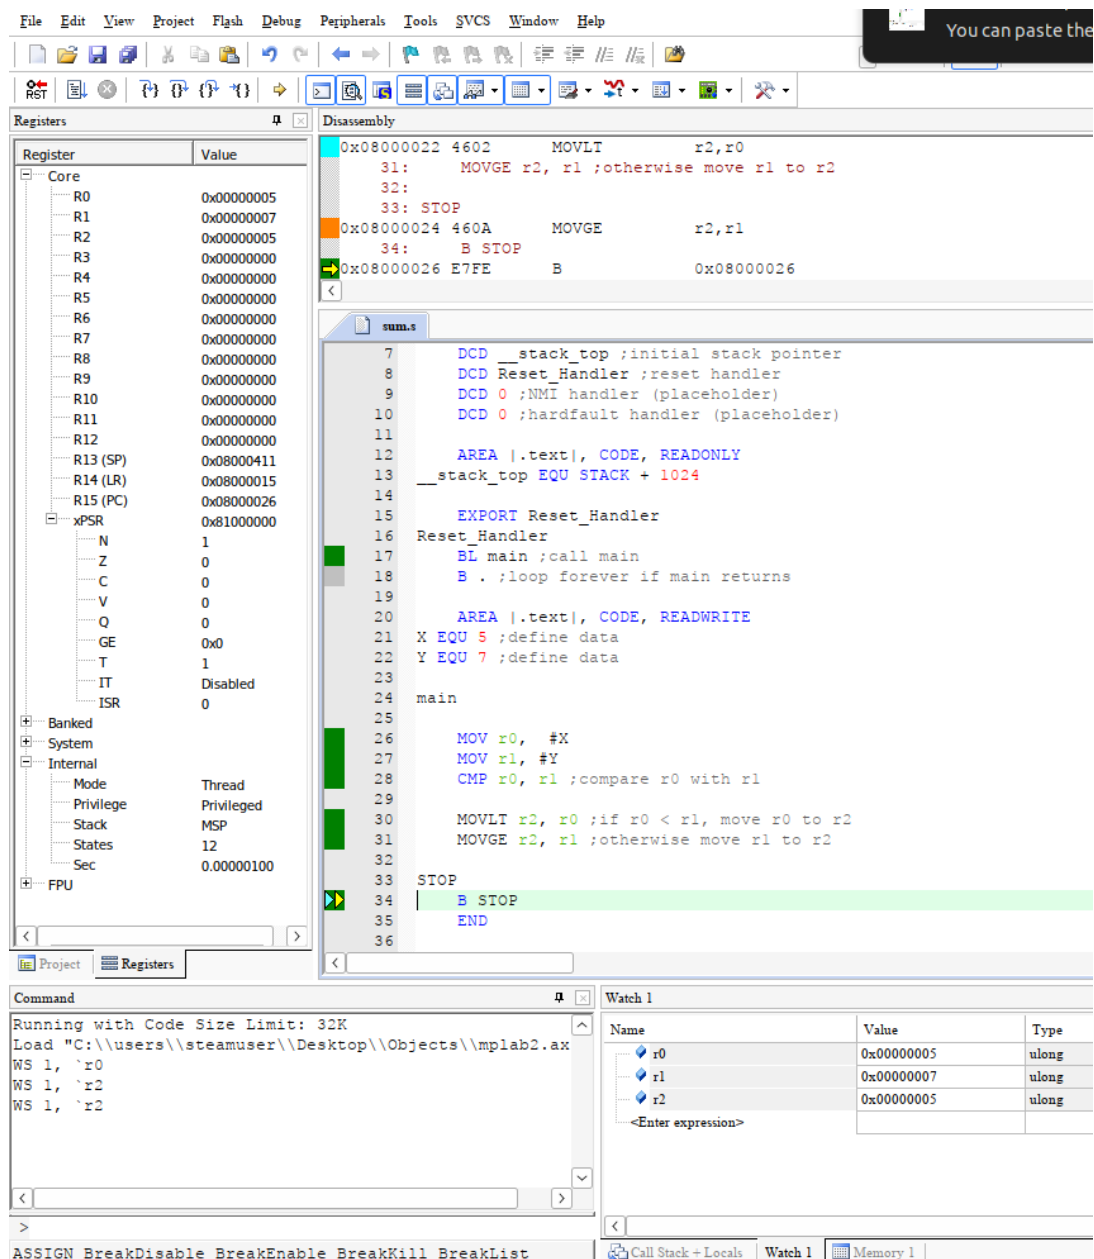 File Edit View Project Flash Debug Peripherals Tools SVCS Window Help
You can paste the
RST
Registers
Register Value
Core
R0 0x00000005
R1 0x00000007
R2 0x00000005
R3 0x00000000
R4 0x00000000
R5 0x00000000
R6 0x00000000
R7 0x00000000
R8 0x00000000
R9 0x00000000
R10 0x00000000
R11 0x00000000
R12 0x00000000
R13 (SP) 0x08000411
R14 (LR) 0x08000015
R15 (PC) 0x08000026
xPSR 0x81000000
N 1
Z 0
C 0
V 0
Q 0
GE 0x0
T 1
IT Disabled
ISR 0
Banked
System
Internal
Mode Thread
Privilege Privileged
Stack MSP
States 12
Sec 0.00000100
FPU
Project Registers
Disassembly
0x08000022 4602 MOVLT r2,r0
31: MOVGE r2, r1 ;otherwise move r1 to r2
32:
33: STOP
0x08000024 460A MOVGE r2,r1
34: B STOP
0x08000026 E7FE B 0x08000026
sum.s
7 DCD __stack_top ;initial stack pointer
8 DCD Reset_Handler ;reset handler
9 DCD 0 ;NMI handler (placeholder)
10 DCD 0 ;hardfault handler (placeholder)
11
12 AREA |.text|, CODE, READONLY
13 __stack_top EQU STACK + 1024
14
15 EXPORT Reset_Handler
16 Reset_Handler
17 BL main ;call main
18 B . ;loop forever if main returns
19
20 AREA |.text|, CODE, READWRITE
21 X EQU 5 ;define data
22 Y EQU 7 ;define data
23
24 main
25
26 MOV r0, #X
27 MOV r1, #Y
28 CMP r0, r1 ;compare r0 with r1
29
30 MOVLT r2, r0 ;if r0 < r1, move r0 to r2
31 MOVGE r2, r1 ;otherwise move r1 to r2
32
33 STOP
34 B STOP
35 END
36
Command
Running with Code Size Limit: 32K
Load "C:\\users\\steamuser\\Desktop\\Objects\\mplab2.ax
WS 1, `r0
WS 1, `r2
WS 1, `r2
>
ASSIGN BreakDisable BreakEnable BreakKill BreakList
Watch 1
Name Value Type
r0 0x00000005 ulong
r1 0x00000007 ulong
r2 0x00000005 ulong
<Enter expression>
Call Stack + Locals Watch 1 Memory 1